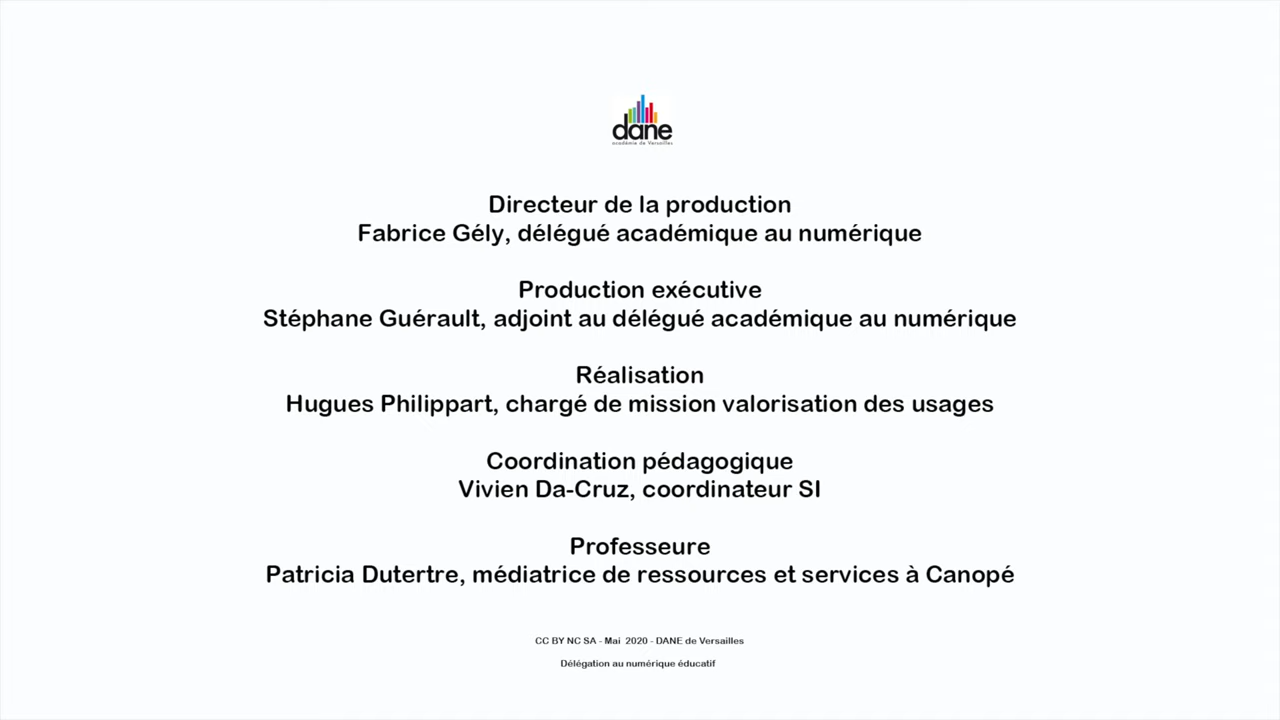 dane
académie de Versailles
Directeur de la production
Fabrice Gély, délégué académique au numérique
Production exécutive
Stéphane Guérault, adjoint au délégué académique au numérique
Réalisation
Hugues Philippart, chargé de mission valorisation des usages
Coordination pédagogique
Vivien Da-Cruz, coordinateur SI
Professeure
Patricia Dutertre, médiatrice de ressources et services à Canopé
CC BY NC SA - Mai 2020 - DANE de Versailles
Délégation au numérique éducatif